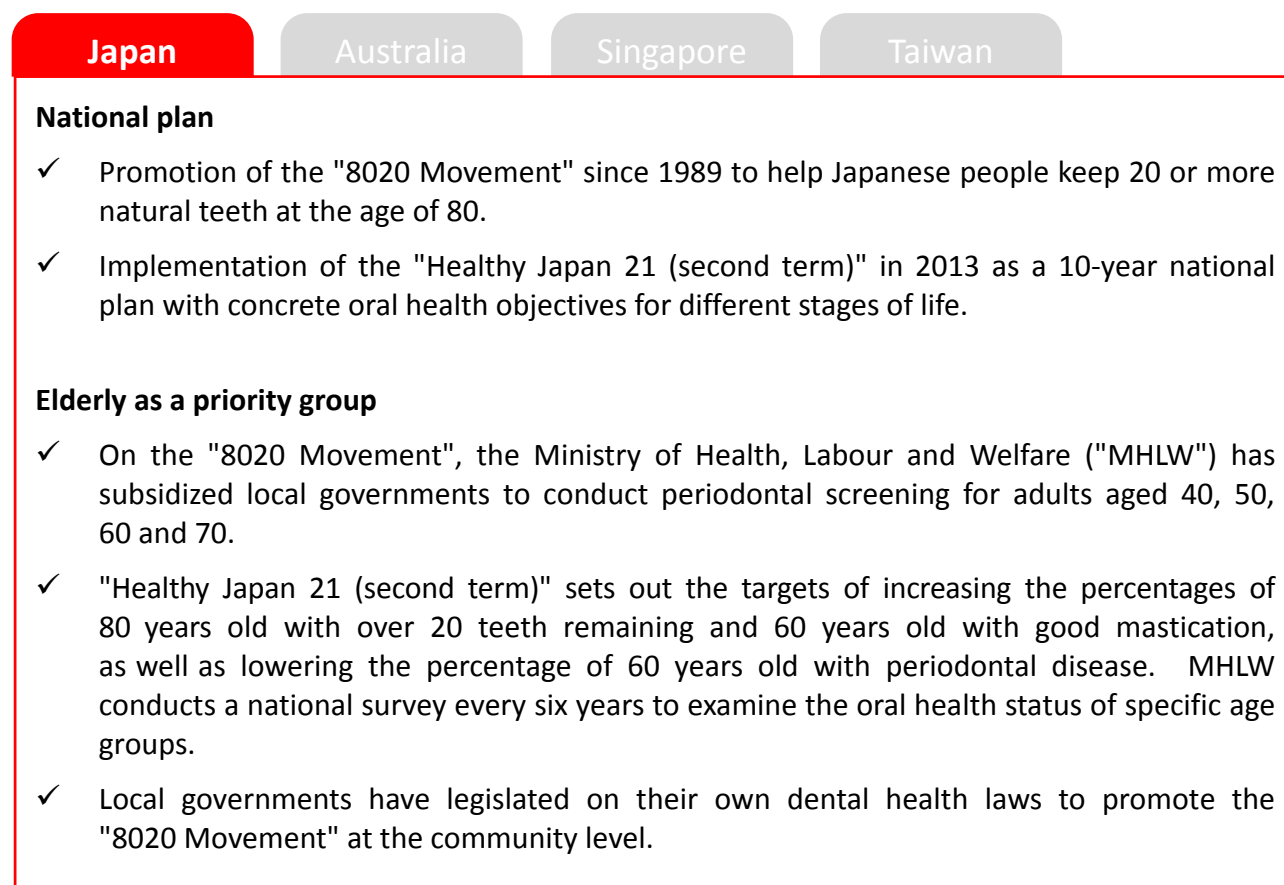 Japan Australia Singapore Taiwan
National plan
✓ Promotion of the "8020 Movement" since 1989 to help Japanese people keep 20 or more
natural teeth at the age of 80.
✓ Implementation of the "Healthy Japan 21 (second term)" in 2013 as a 10-year national
plan with concrete oral health objectives for different stages of life.
Elderly as a priority group
✓ On the "8020 Movement", the Ministry of Health, Labour and Welfare ("MHLW") has
subsidized local governments to conduct periodontal screening for adults aged 40, 50,
60 and 70.
✓ "Healthy Japan 21 (second term)" sets out the targets of increasing the percentages of
80 years old with over 20 teeth remaining and 60 years old with good mastication,
as well as lowering the percentage of 60 years old with periodontal disease. MHLW
conducts a national survey every six years to examine the oral health status of specific age
groups.
✓ Local governments have legislated on their own dental health laws to promote the
"8020 Movement" at the community level.